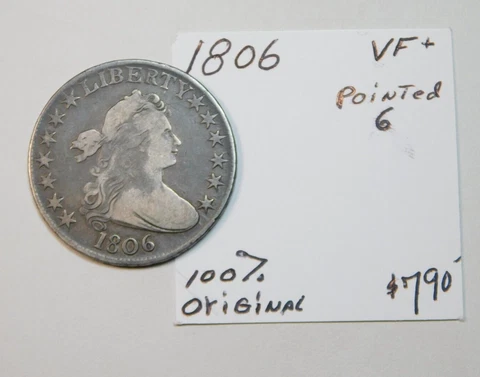 LIBERTY
1806
1806 VF+
Pointed
6
100%
Original $790